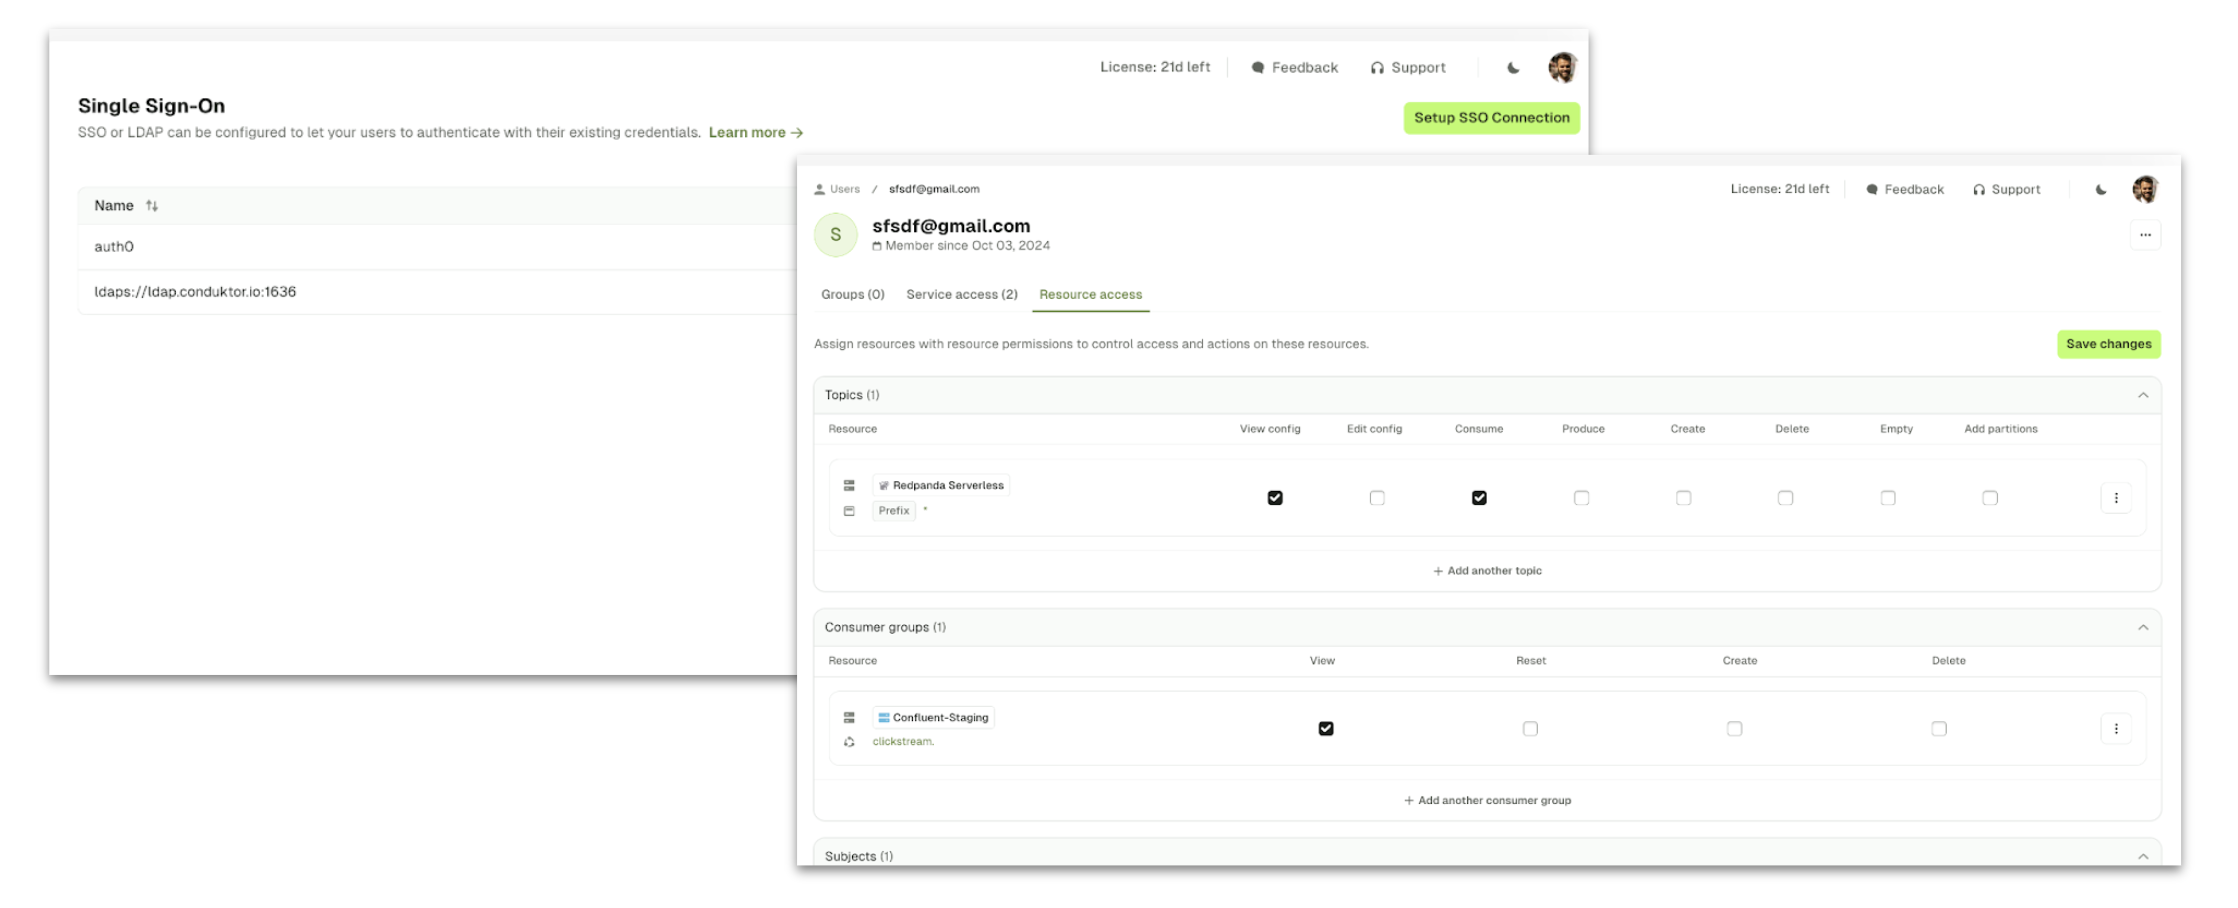 License: 21d left
Feedback
Support
Single Sign-On
SSO or LDAP can be configured to let your users to authenticate with their existing credentials. Learn more →
Setup SSO Connection
Name
auth0
ldaps://ldap.conduktor.io:1636
Users / sfsdf@gmail.com
License: 21d left
Feedback
Support
S
sfsdf@gmail.com
Member since Oct 03, 2024
Groups (0) Service access (2) Resource access
Assign resources with resource permissions to control access and actions on these resources.
Save changes
Topics (1)
Resource View config Edit config Consume Produce Create Delete Empty Add partitions
Redpanda Serverless
Prefix *
+ Add another topic
Consumer groups (1)
Resource View Reset Create Delete
Confluent-Staging
clickstream.
+ Add another consumer group
Subjects (1)